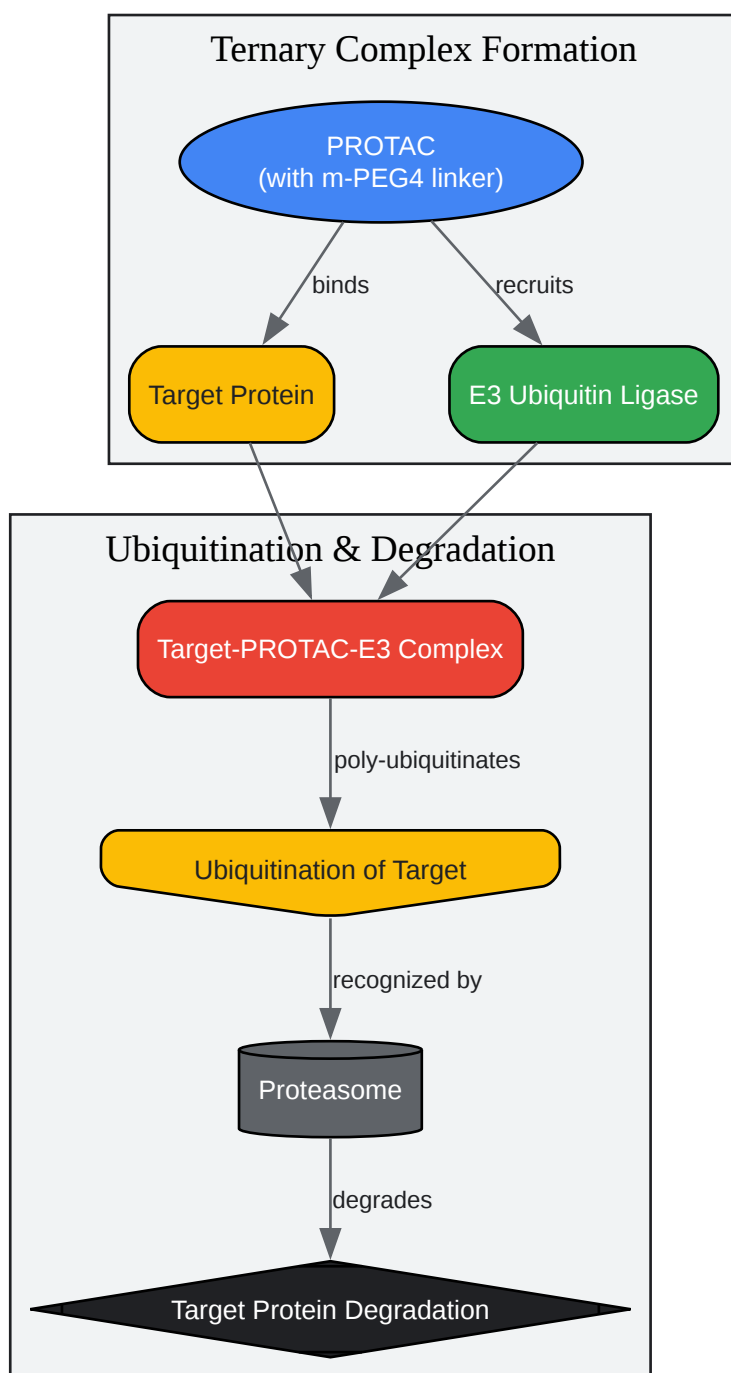 Ternary Complex Formation
PROTAC
(with m-PEG4 linker)
binds
recruits
Target Protein
E3 Ubiquitin Ligase
Ubiquitination & Degradation
Target-PROTAC-E3 Complex
poly-ubiquitinates
Ubiquitination of Target
recognized by
Proteasome
degrades
Target Protein Degradation